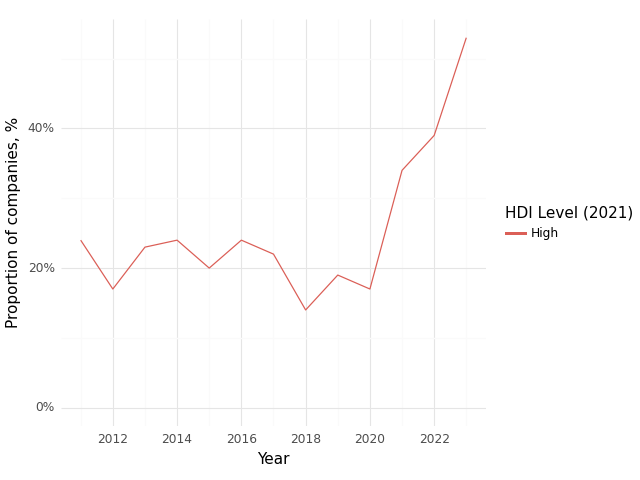 Proportion of companies, %
40%
20%
0%
2012 2014 2016 2018 2020 2022
Year
HDI Level (2021)
High